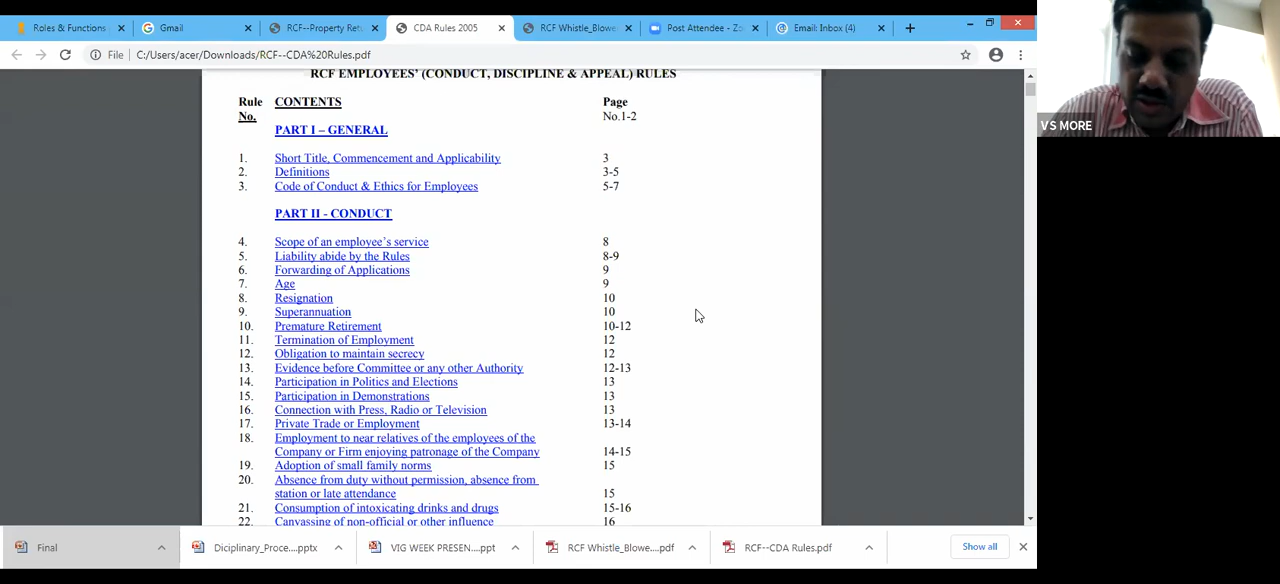 Roles & Functions
Gmail
RCF--Property Retu
CDA Rules 2005
RCF Whistle_Blowe
Post Attendee - Zo
Email: Inbox (4)
File
C:/Users/acer/Downloads/RCF--CDA%20Rules.pdf
RCF EMPLOYEES' (CONDUCT, DISCIPLINE & APPEAL) RULES
Rule CONTENTS Page
No. No.1-2
PART I – GENERAL
1. Short Title, Commencement and Applicability 3
2. Definitions 3-5
3. Code of Conduct & Ethics for Employees 5-7
PART II - CONDUCT
4. Scope of an employee's service 8
5. Liability abide by the Rules 8-9
6. Forwarding of Applications 9
7. Age 9
8. Resignation 10
9. Superannuation 10
10. Premature Retirement 10-12
11. Termination of Employment 12
12. Obligation to maintain secrecy 12
13. Evidence before Committee or any other Authority 12-13
14. Participation in Politics and Elections 13
15. Participation in Demonstrations 13
16. Connection with Press, Radio or Television 13
17. Private Trade or Employment 13-14
18. Employment to near relatives of the employees of the
Company or Firm enjoying patronage of the Company 14-15
19. Adoption of small family norms 15
20. Absence from duty without permission, absence from
station or late attendance 15
21. Consumption of intoxicating drinks and drugs 15-16
22. Canvassing of non-official or other influence 16
Final
Diciplinary_Proce....pptx
VIG WEEK PRESEN....ppt
RCF Whistle_Blowe....pdf
RCF--CDA Rules.pdf
Show all
V S MORE